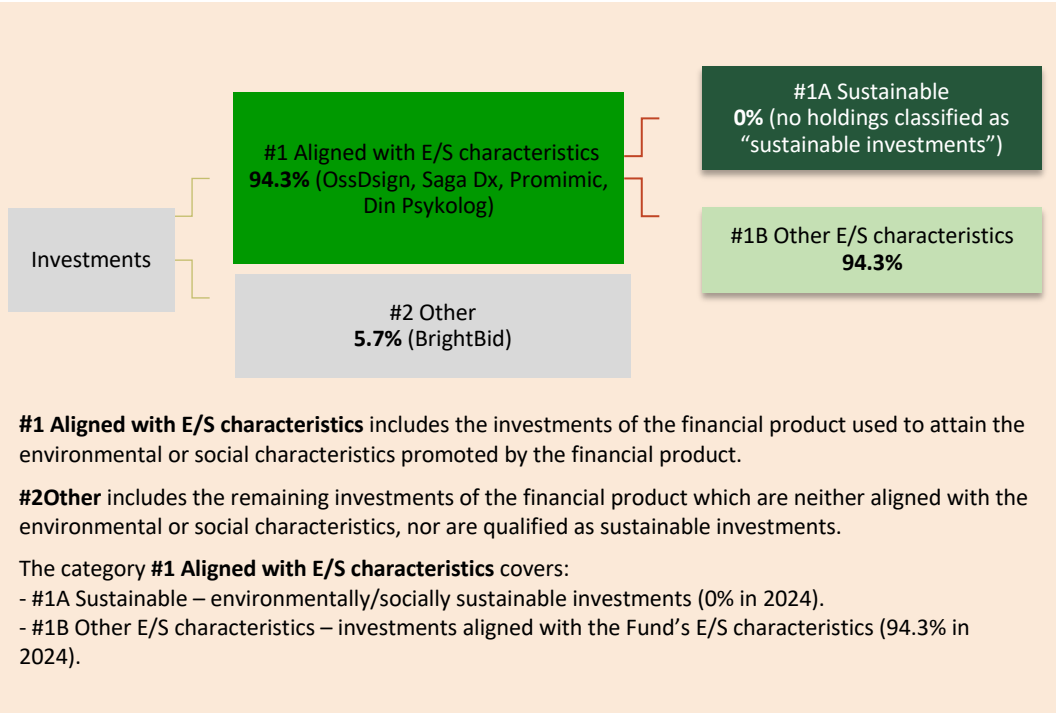 Investments
#1 Aligned with E/S characteristics
94.3% (OssDsign, Saga Dx, Promimic,
Din Psykolog)
#2 Other
5.7% (BrightBid)
#1A Sustainable
0% (no holdings classified as
“sustainable investments”)
#1B Other E/S characteristics
94.3%
#1 Aligned with E/S characteristics includes the investments of the financial product used to attain the
environmental or social characteristics promoted by the financial product.
#2Other includes the remaining investments of the financial product which are neither aligned with the
environmental or social characteristics, nor are qualified as sustainable investments.
The category #1 Aligned with E/S characteristics covers:
- #1A Sustainable – environmentally/socially sustainable investments (0% in 2024).
- #1B Other E/S characteristics – investments aligned with the Fund’s E/S characteristics (94.3% in
2024).